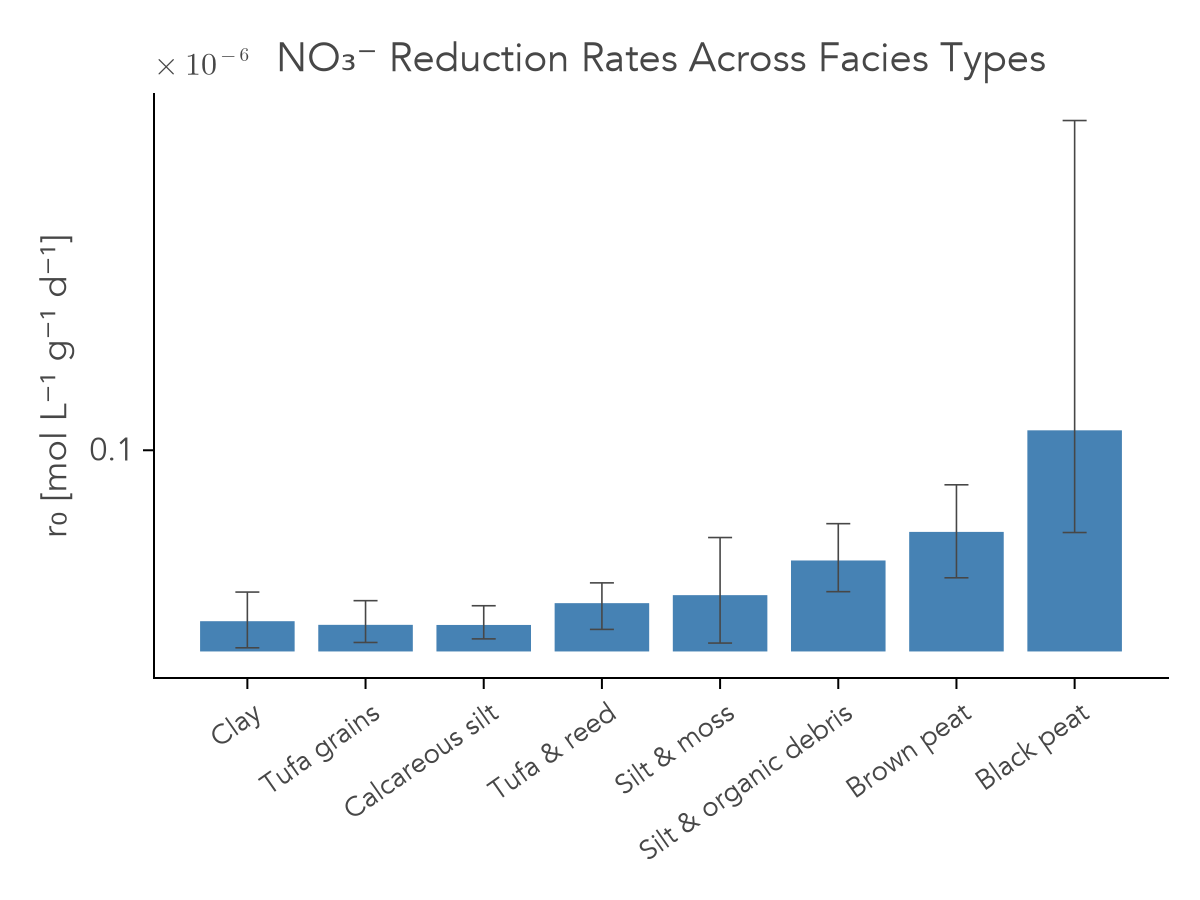 × 10⁻⁶
NO₃⁻ Reduction Rates Across Facies Types
r₀ [mol L⁻¹ g⁻¹ d⁻¹]
0.1
Clay
Tufa grains
Calcareous silt
Tufa & reed
Silt & moss
Silt & organic debris
Brown peat
Black peat